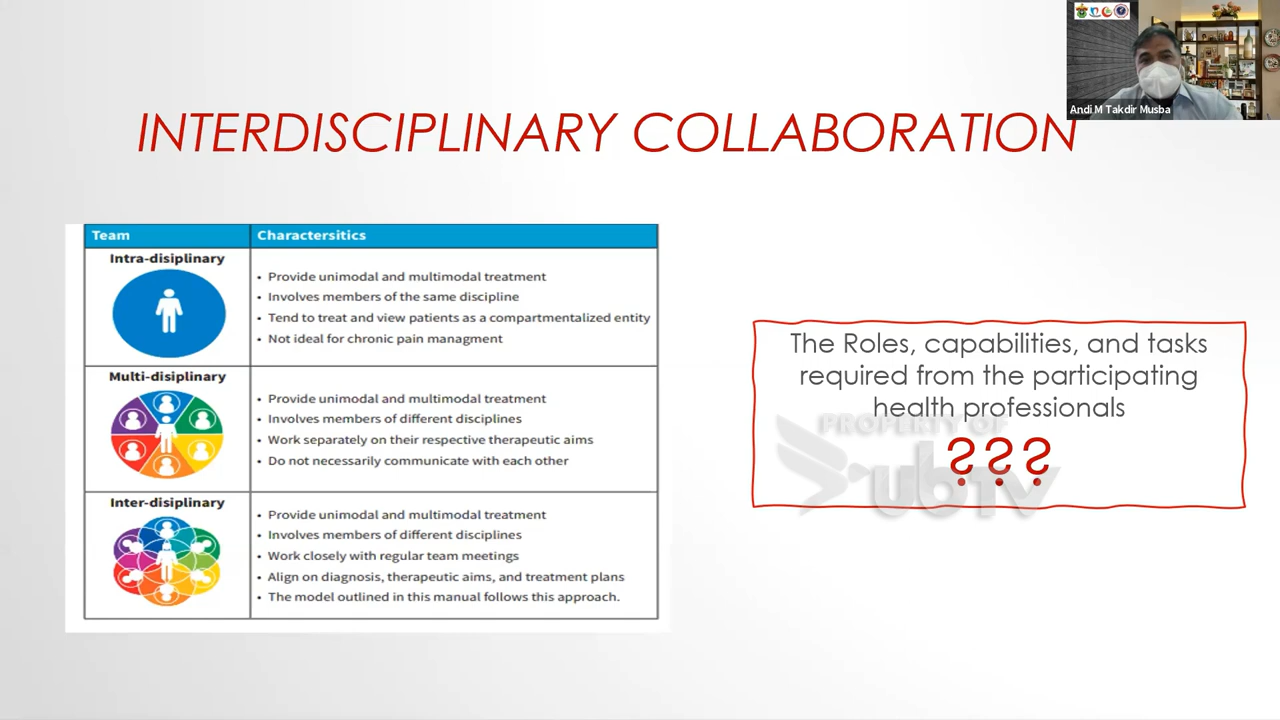 Andi M Takdir Musba
INTERDISCIPLINARY COLLABORATION
Team
Charactersitics
Intra-disiplinary
• Provide unimodal and multimodal treatment
• Involves members of the same discipline
• Tend to treat and view patients as a compartmentalized entity
• Not ideal for chronic pain managment
Multi-disiplinary
• Provide unimodal and multimodal treatment
• Involves members of different disciplines
• Work separately on their respective therapeutic aims
• Do not necessarily communicate with each other
Inter-disiplinary
• Provide unimodal and multimodal treatment
• Involves members of different disciplines
• Work closely with regular team meetings
• Align on diagnosis, therapeutic aims, and treatment plans
• The model outlined in this manual follows this approach.
The Roles, capabilities, and tasks
required from the participating
health professionals
???
PROPERTY OF
ubTV